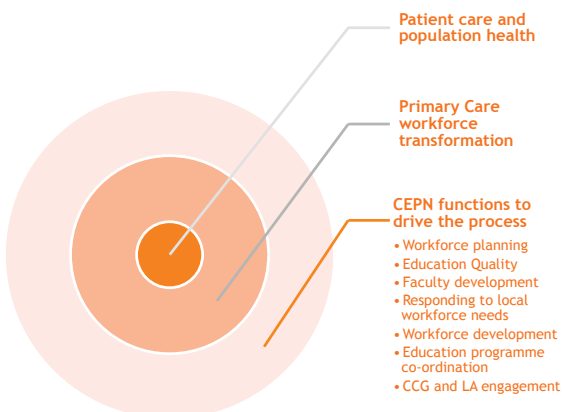 Patient care and
population health
Primary Care
workforce
transformation
CEPN functions to
drive the process
• Workforce planning
• Education Quality
• Faculty development
• Responding to local
workforce needs
• Workforce development
• Education programme
co-ordination
• CCG and LA engagement